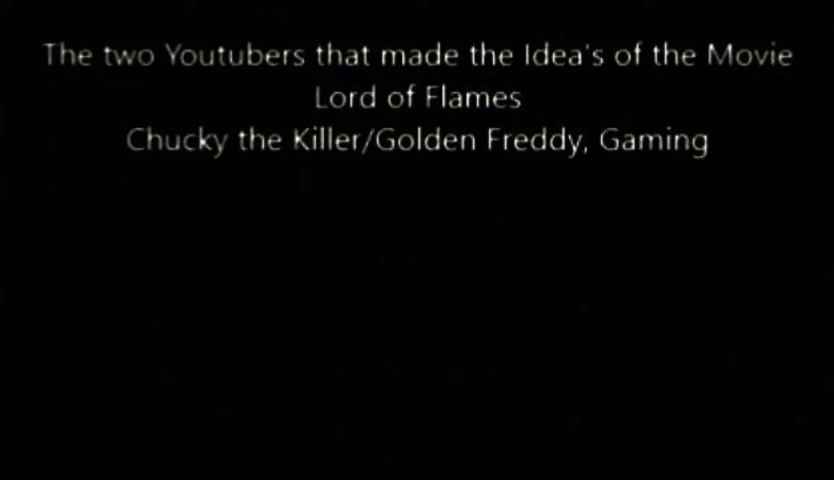 The two Youtubers that made the Idea's of the Movie
Lord of Flames
Chucky the Killer/Golden Freddy, Gaming